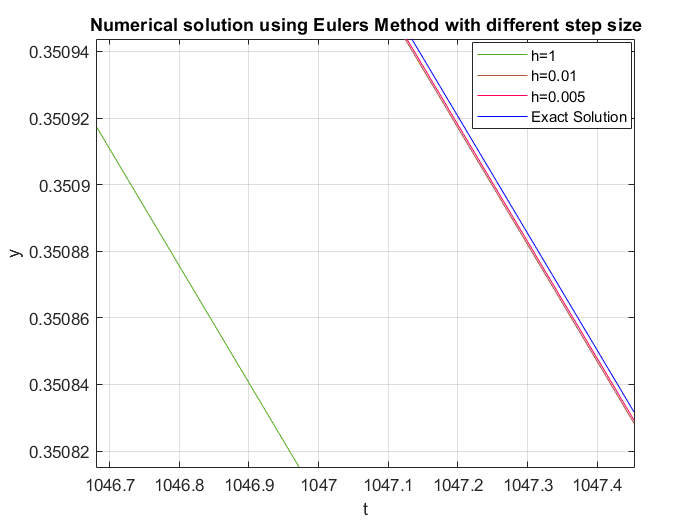 Numerical solution using Eulers Method with different step size
0.35094
0.35092
0.3509
0.35088
0.35086
0.35084
0.35082
y
h=1
h=0.01
h=0.005
Exact Solution
1046.7 1046.8 1046.9 1047 1047.1 1047.2 1047.3 1047.4
t